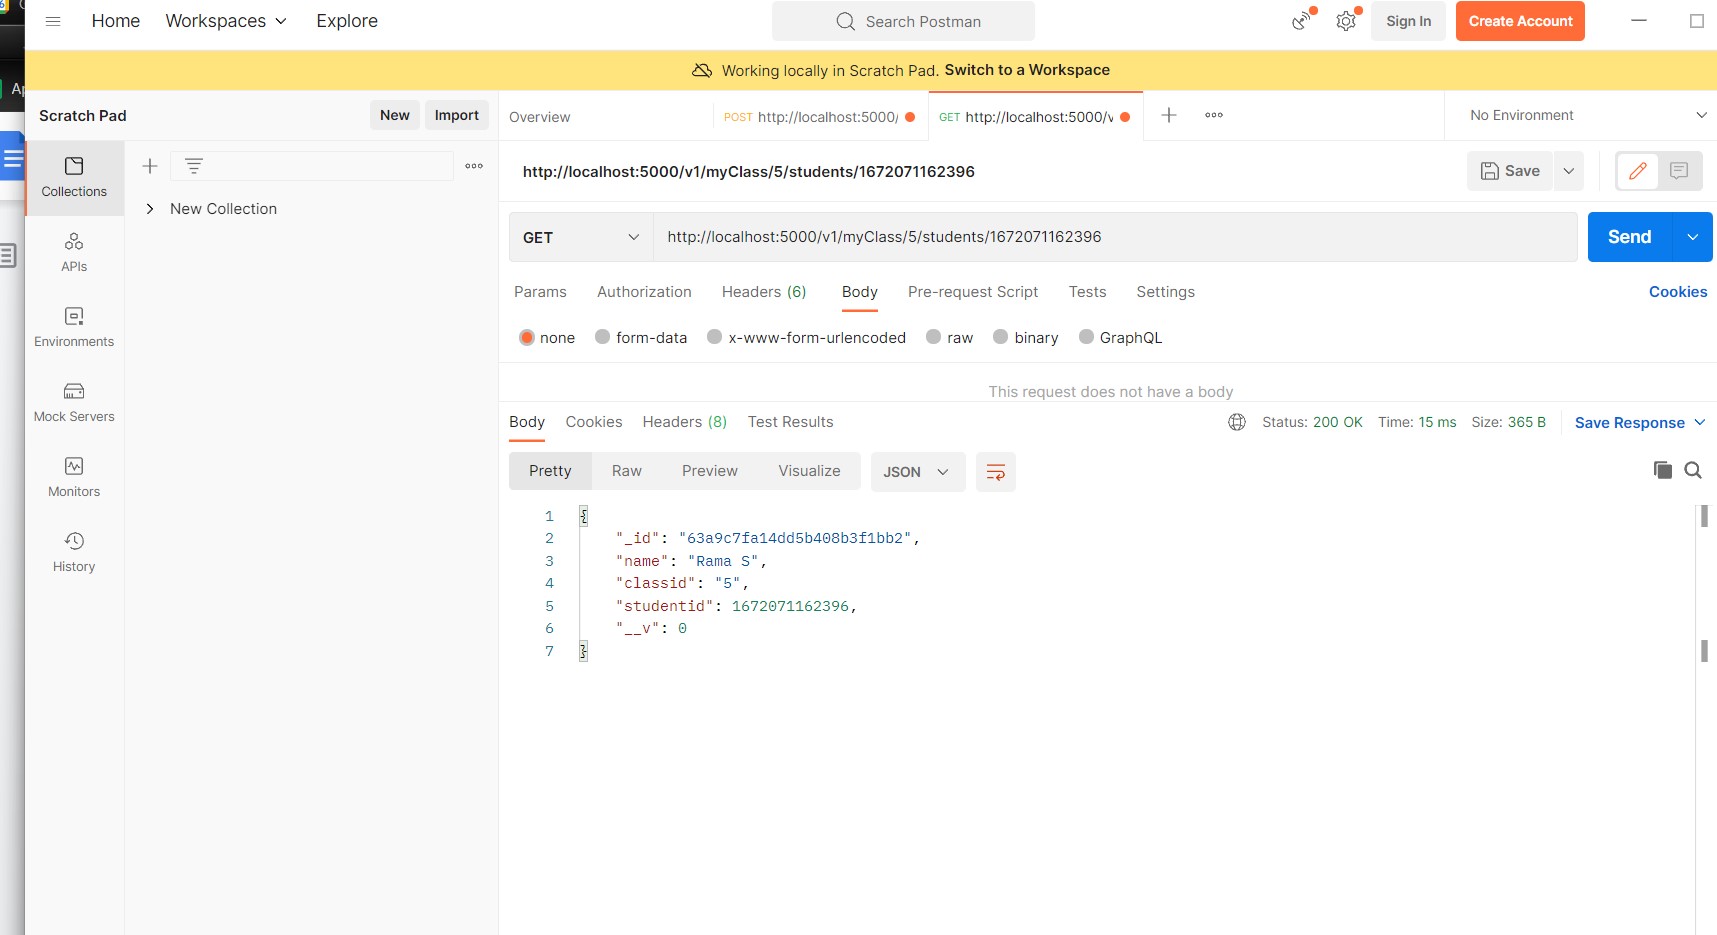 Home Workspaces Explore Search Postman Sign In Create Account
Working locally in Scratch Pad. Switch to a Workspace
Scratch Pad New Import
Overview POST http://localhost:5000/ GET http://localhost:5000/v No Environment
Collections
New Collection
APIs
Environments
Mock Servers
Monitors
History
http://localhost:5000/v1/myClass/5/students/1672071162396 Save
GET http://localhost:5000/v1/myClass/5/students/1672071162396 Send
Params Authorization Headers (6) Body Pre-request Script Tests Settings Cookies
none form-data x-www-form-urlencoded raw binary GraphQL
This request does not have a body
Body Cookies Headers (8) Test Results Status: 200 OK Time: 15 ms Size: 365 B Save Response
Pretty Raw Preview Visualize JSON
1 {
2 "_id": "63a9c7fa14dd5b408b3f1bb2",
3 "name": "Rama S",
4 "classid": "5",
5 "studentid": 1672071162396,
6 "__v": 0
7 }